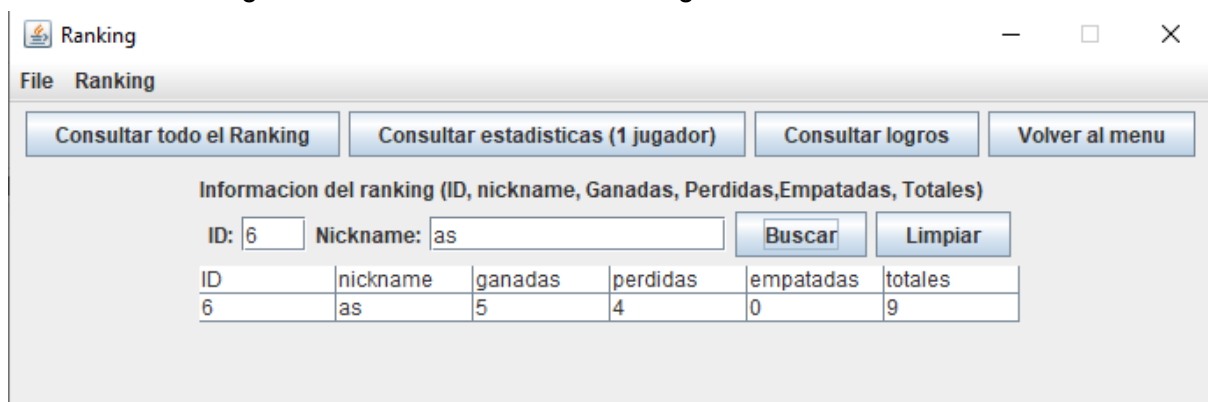 Ranking
File Ranking
Consultar todo el Ranking Consultar estadisticas (1 jugador) Consultar logros Volver al menu
Informacion del ranking (ID, nickname, Ganadas, Perdidas,Empatadas, Totales)
ID: 6 Nickname: as Buscar Limpiar
ID nickname ganadas perdidas empatadas totales
6 as 5 4 0 9